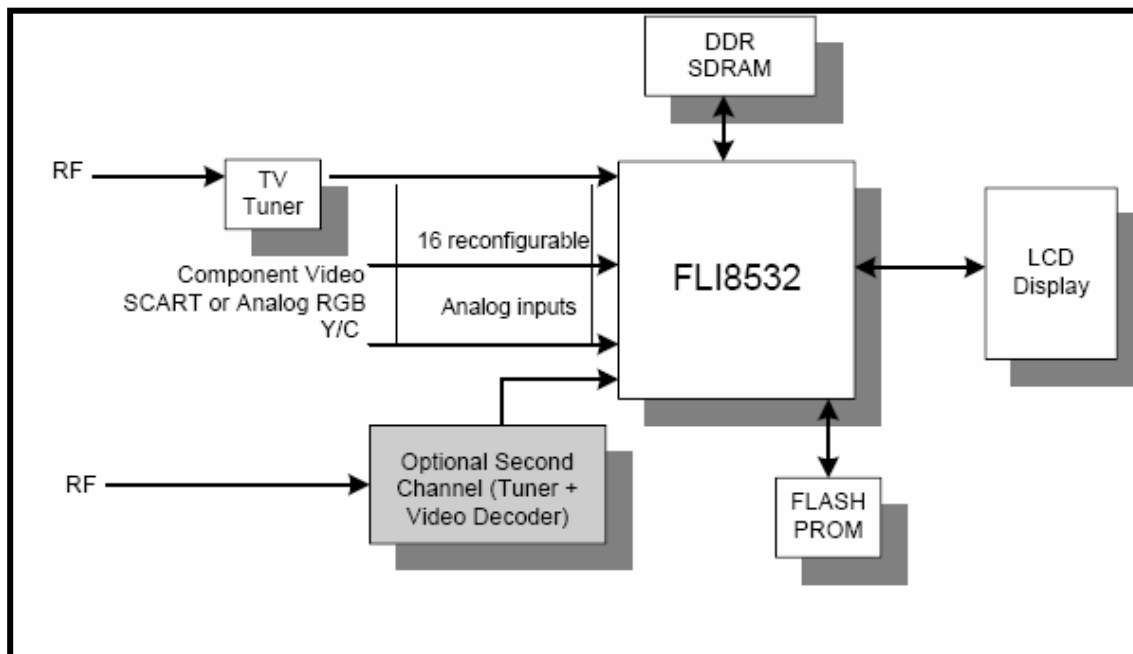 DDR
SDRAM
RF
TV
Tuner
16 reconfigurable
Component Video
SCART or Analog RGB
Y/C
Analog inputs
FLI8532
LCD
Display
RF
Optional Second
Channel (Tuner +
Video Decoder)
FLASH
PROM